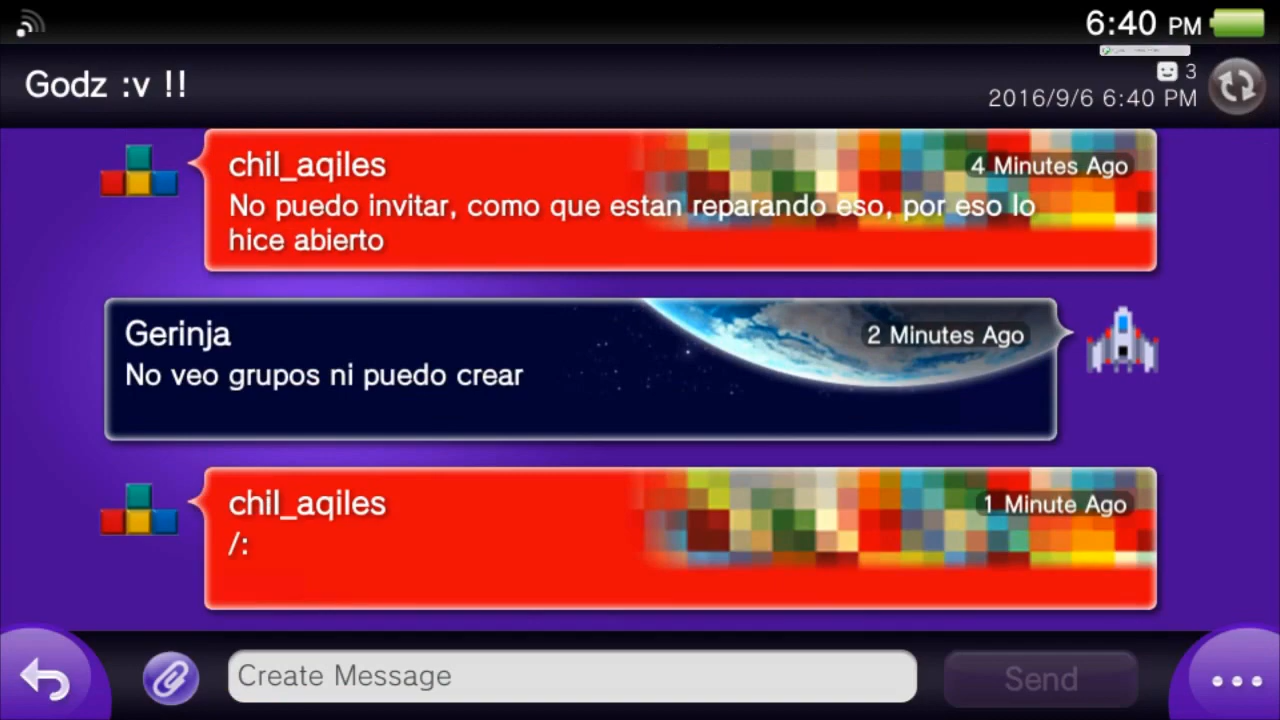 6:40 PM
Godz :v !!
3
2016/9/6 6:40 PM
chil_aqiles
4 Minutes Ago
No puedo invitar, como que estan reparando eso, por eso lo
hice abierto
Gerinja
2 Minutes Ago
No veo grupos ni puedo crear
chil_aqiles
1 Minute Ago
/:
Create Message
Send